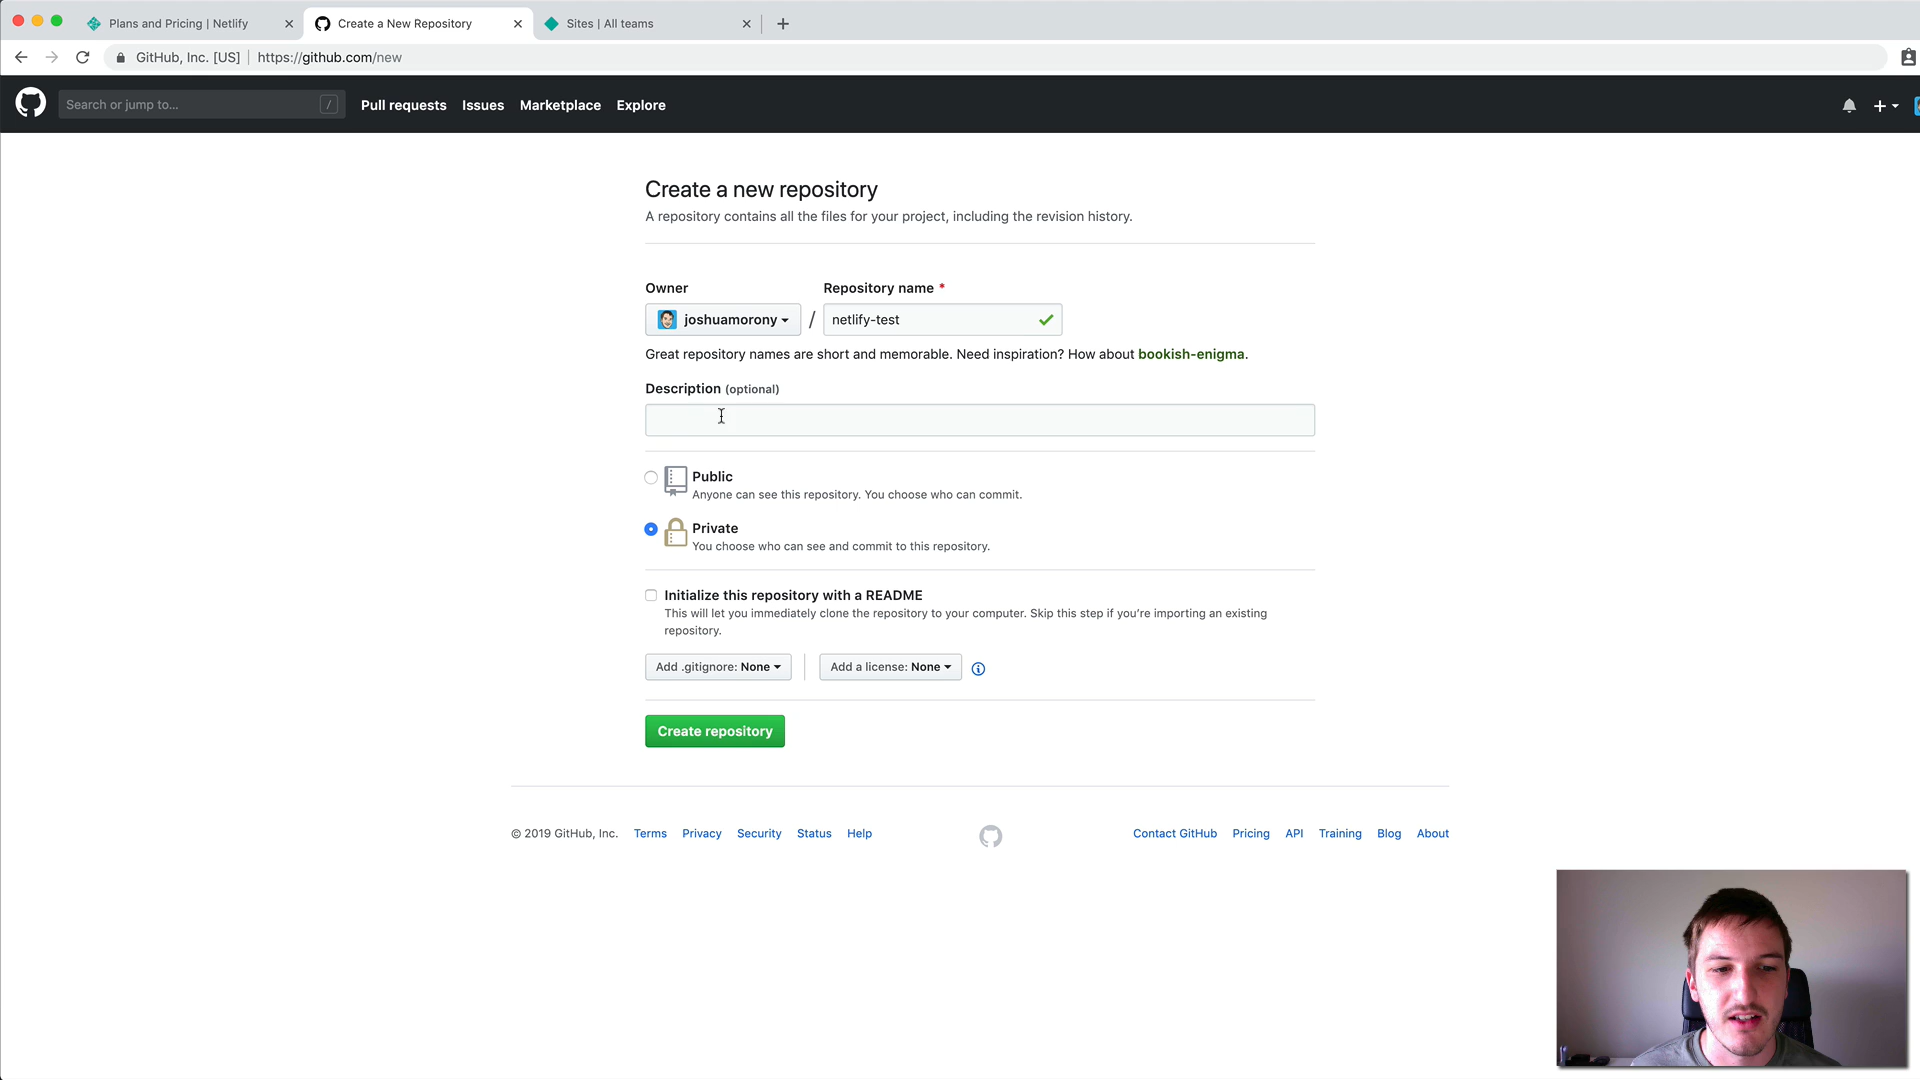 Plans and Pricing | Netlify
Create a New Repository
Sites | All teams
GitHub, Inc. [US]
https://github.com/new
Search or jump to...
/
Pull requests
Issues
Marketplace
Explore
Create a new repository
A repository contains all the files for your project, including the revision history.
Owner
Repository name *
joshuamorony
/
netlify-test
Great repository names are short and memorable. Need inspiration? How about bookish-enigma.
Description (optional)
Public
Anyone can see this repository. You choose who can commit.
Private
You choose who can see and commit to this repository.
Initialize this repository with a README
This will let you immediately clone the repository to your computer. Skip this step if you're importing an existing
repository.
Add .gitignore: None
Add a license: None
Create repository
© 2019 GitHub, Inc.
Terms
Privacy
Security
Status
Help
Contact GitHub
Pricing
API
Training
Blog
About